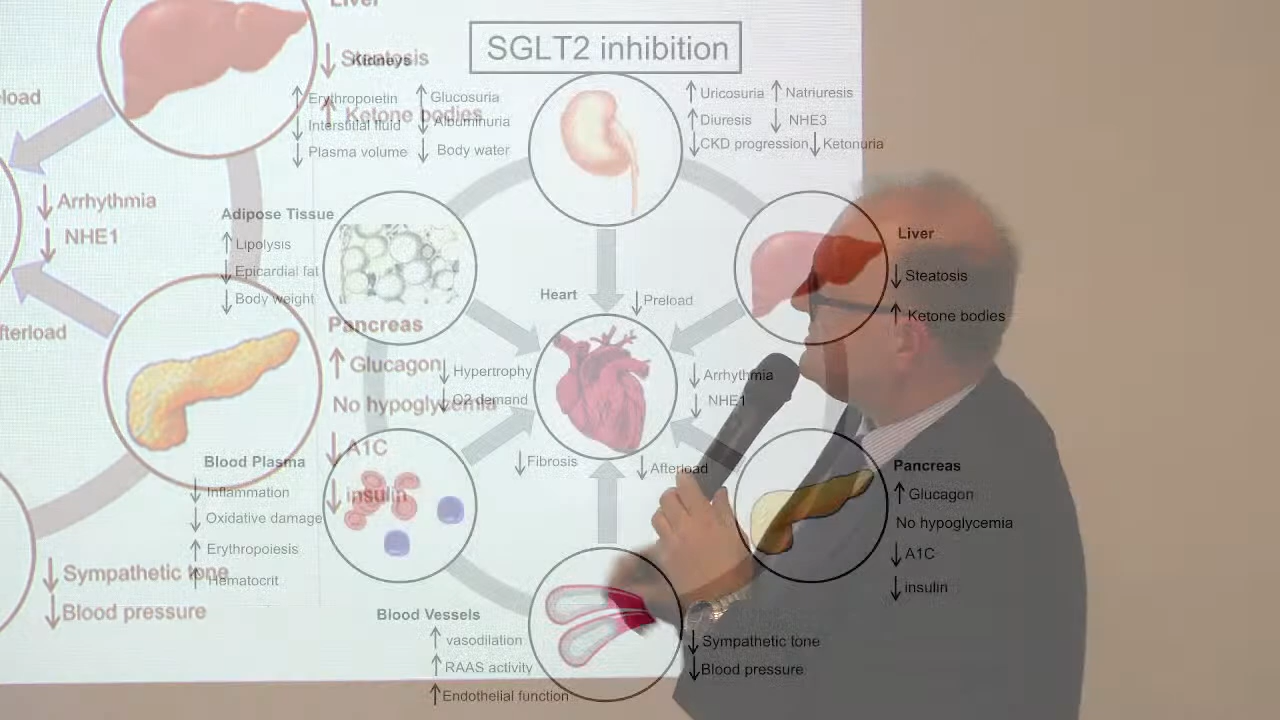 SGLT2 inhibition
Kidneys
Erythropoietin
Interstitial fluid
Plasma volume
Glucosuria
Albuminuria
Body water
Uricosuria
Diuresis
CKD progression
Natriuresis
NHE3
Ketonuria
Adipose Tissue
Lipolysis
Epicardial fat
Body weight
Liver
Steatosis
Ketone bodies
Heart
Preload
Hypertrophy
O2 demand
Arrhythmia
NHE1
Fibrosis
Afterload
Blood Plasma
Inflammation
Oxidative damage
Erythropoiesis
Hematocrit
Pancreas
Glucagon
No hypoglycemia
A1C
insulin
Blood Vessels
vasodilation
RAAS activity
Endothelial function
Sympathetic tone
Blood pressure
Liver
Steatosis
Ketone bodies
eload
Arrhythmia
NHE1
fterload
Pancreas
Glucagon
No hypoglycemia
A1C
insulin
Sympathetic tone
Blood pressure